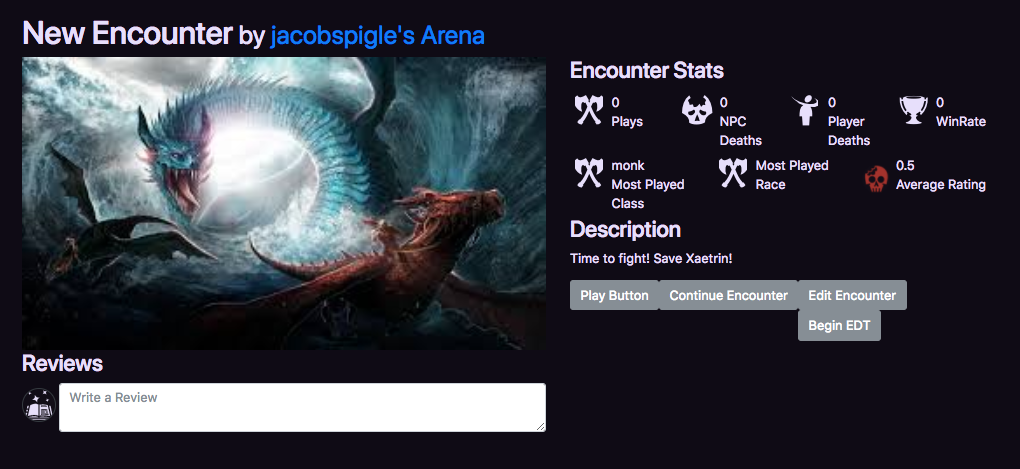 New Encounter by jacobspigle's Arena
Encounter Stats
0
Plays
0
NPC
Deaths
0
Player
Deaths
0
WinRate
monk
Most Played
Class
Most Played
Race
0.5
Average Rating
Description
Time to fight! Save Xaetrin!
Play Button
Continue Encounter
Edit Encounter
Begin EDT
Reviews
Write a Review